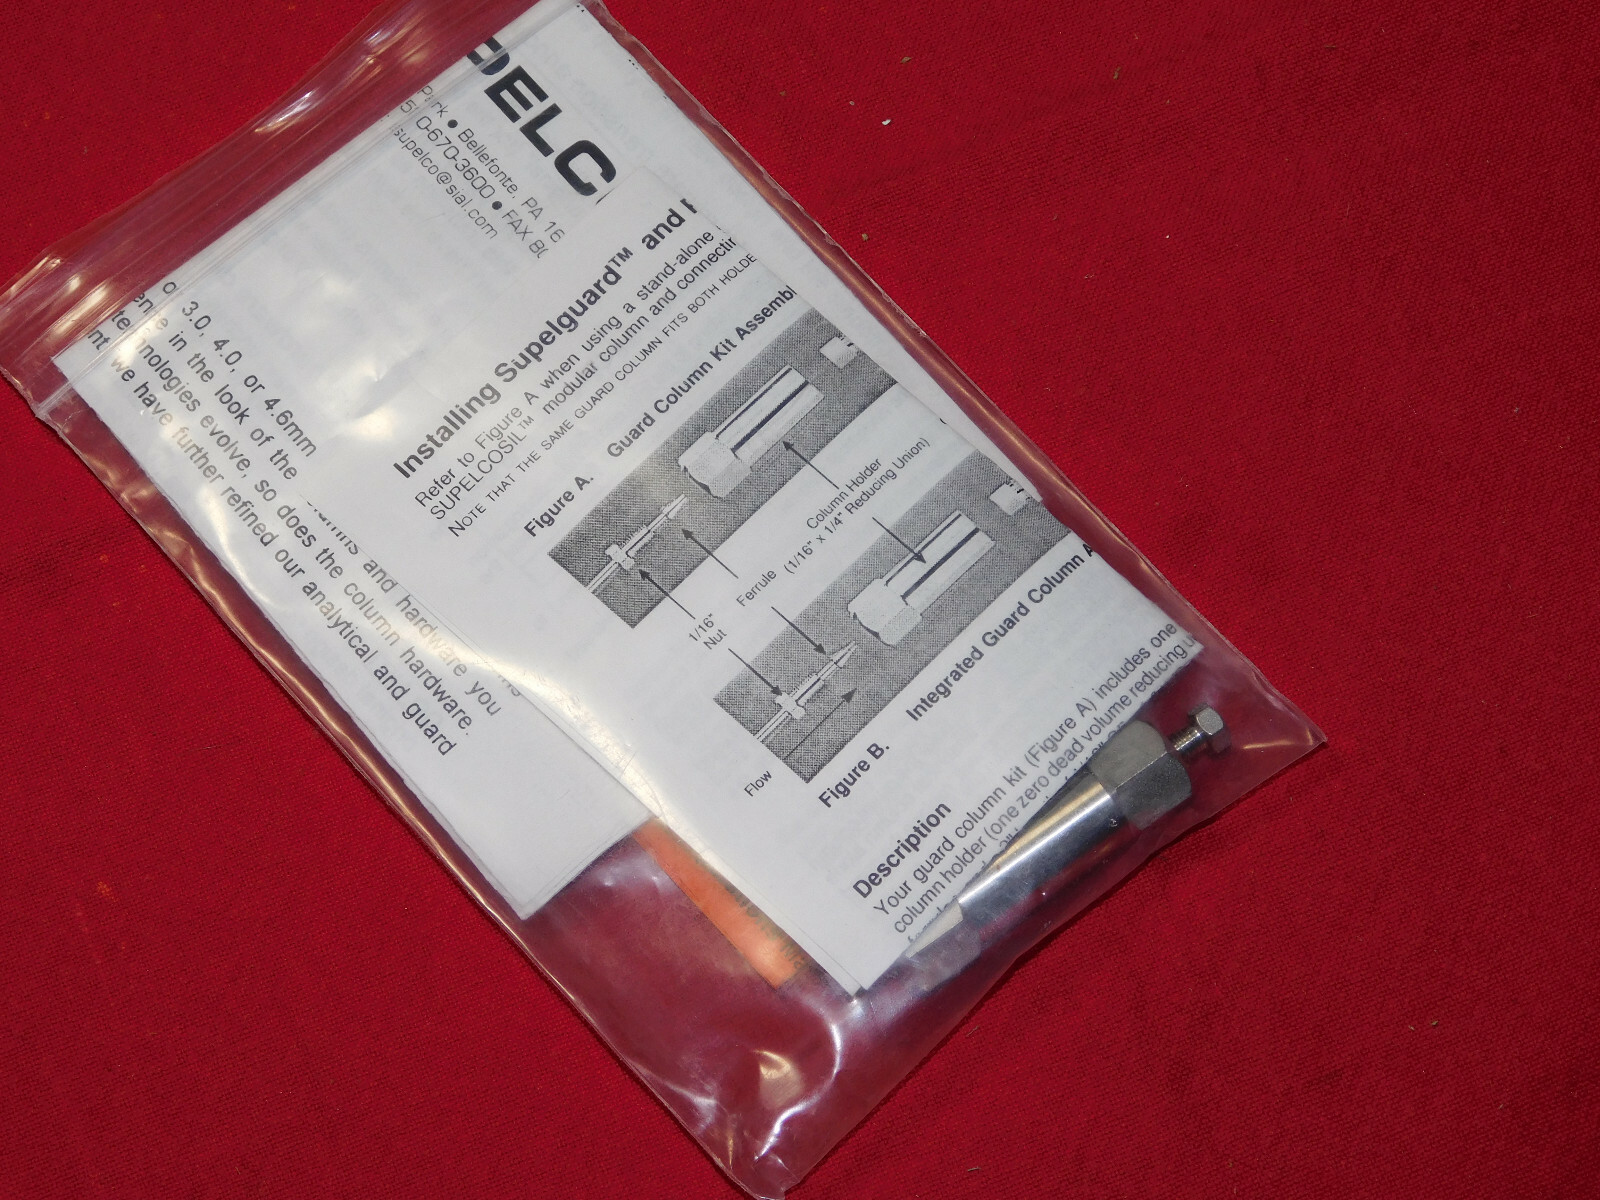 PELC
Park • Bellefonte, PA 16
0-670-3600 • FAX
supelco@sial.com
3.0, 4.0, or 4.6mm
in the look of the
and hardware you
evolve, so does the column hardware.
we have further refined our analytical and guard
Installing Supelguard™ and
Refer to Figure A when using a stand-alone
SUPELCOSIL™ modular column and connectin
NOTE THAT THE SAME GUARD COLUMN FITS BOTH HOLDE
Figure A. Guard Column Kit Assembl
Column Holder
(1/16" x 1/4" Reducing Union)
Ferrule
1/16"
Nut
Flow
Figure B. Integrated Guard Column A
Description
Your guard column kit (Figure A) includes one
column holder (one zero dead volume reducing u